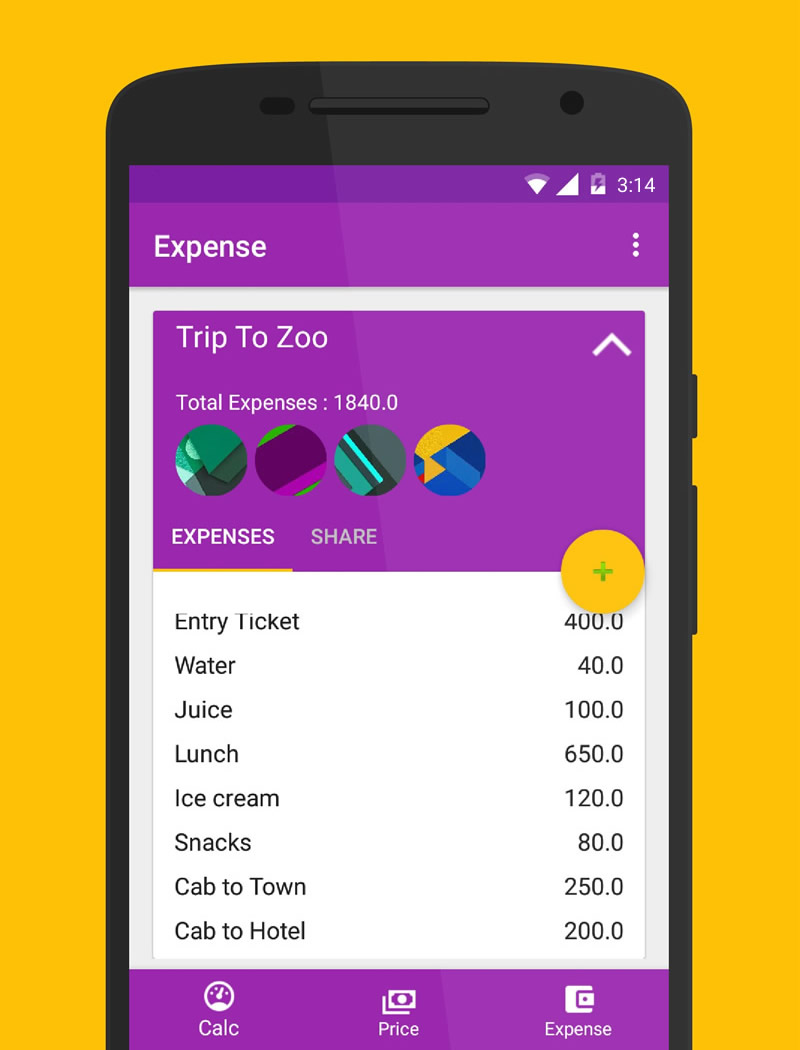 3:14
Expense
Trip To Zoo
Total Expenses : 1840.0
EXPENSES SHARE
Entry Ticket 400.0
Water 40.0
Juice 100.0
Lunch 650.0
Ice cream 120.0
Snacks 80.0
Cab to Town 250.0
Cab to Hotel 200.0
Calc Price Expense